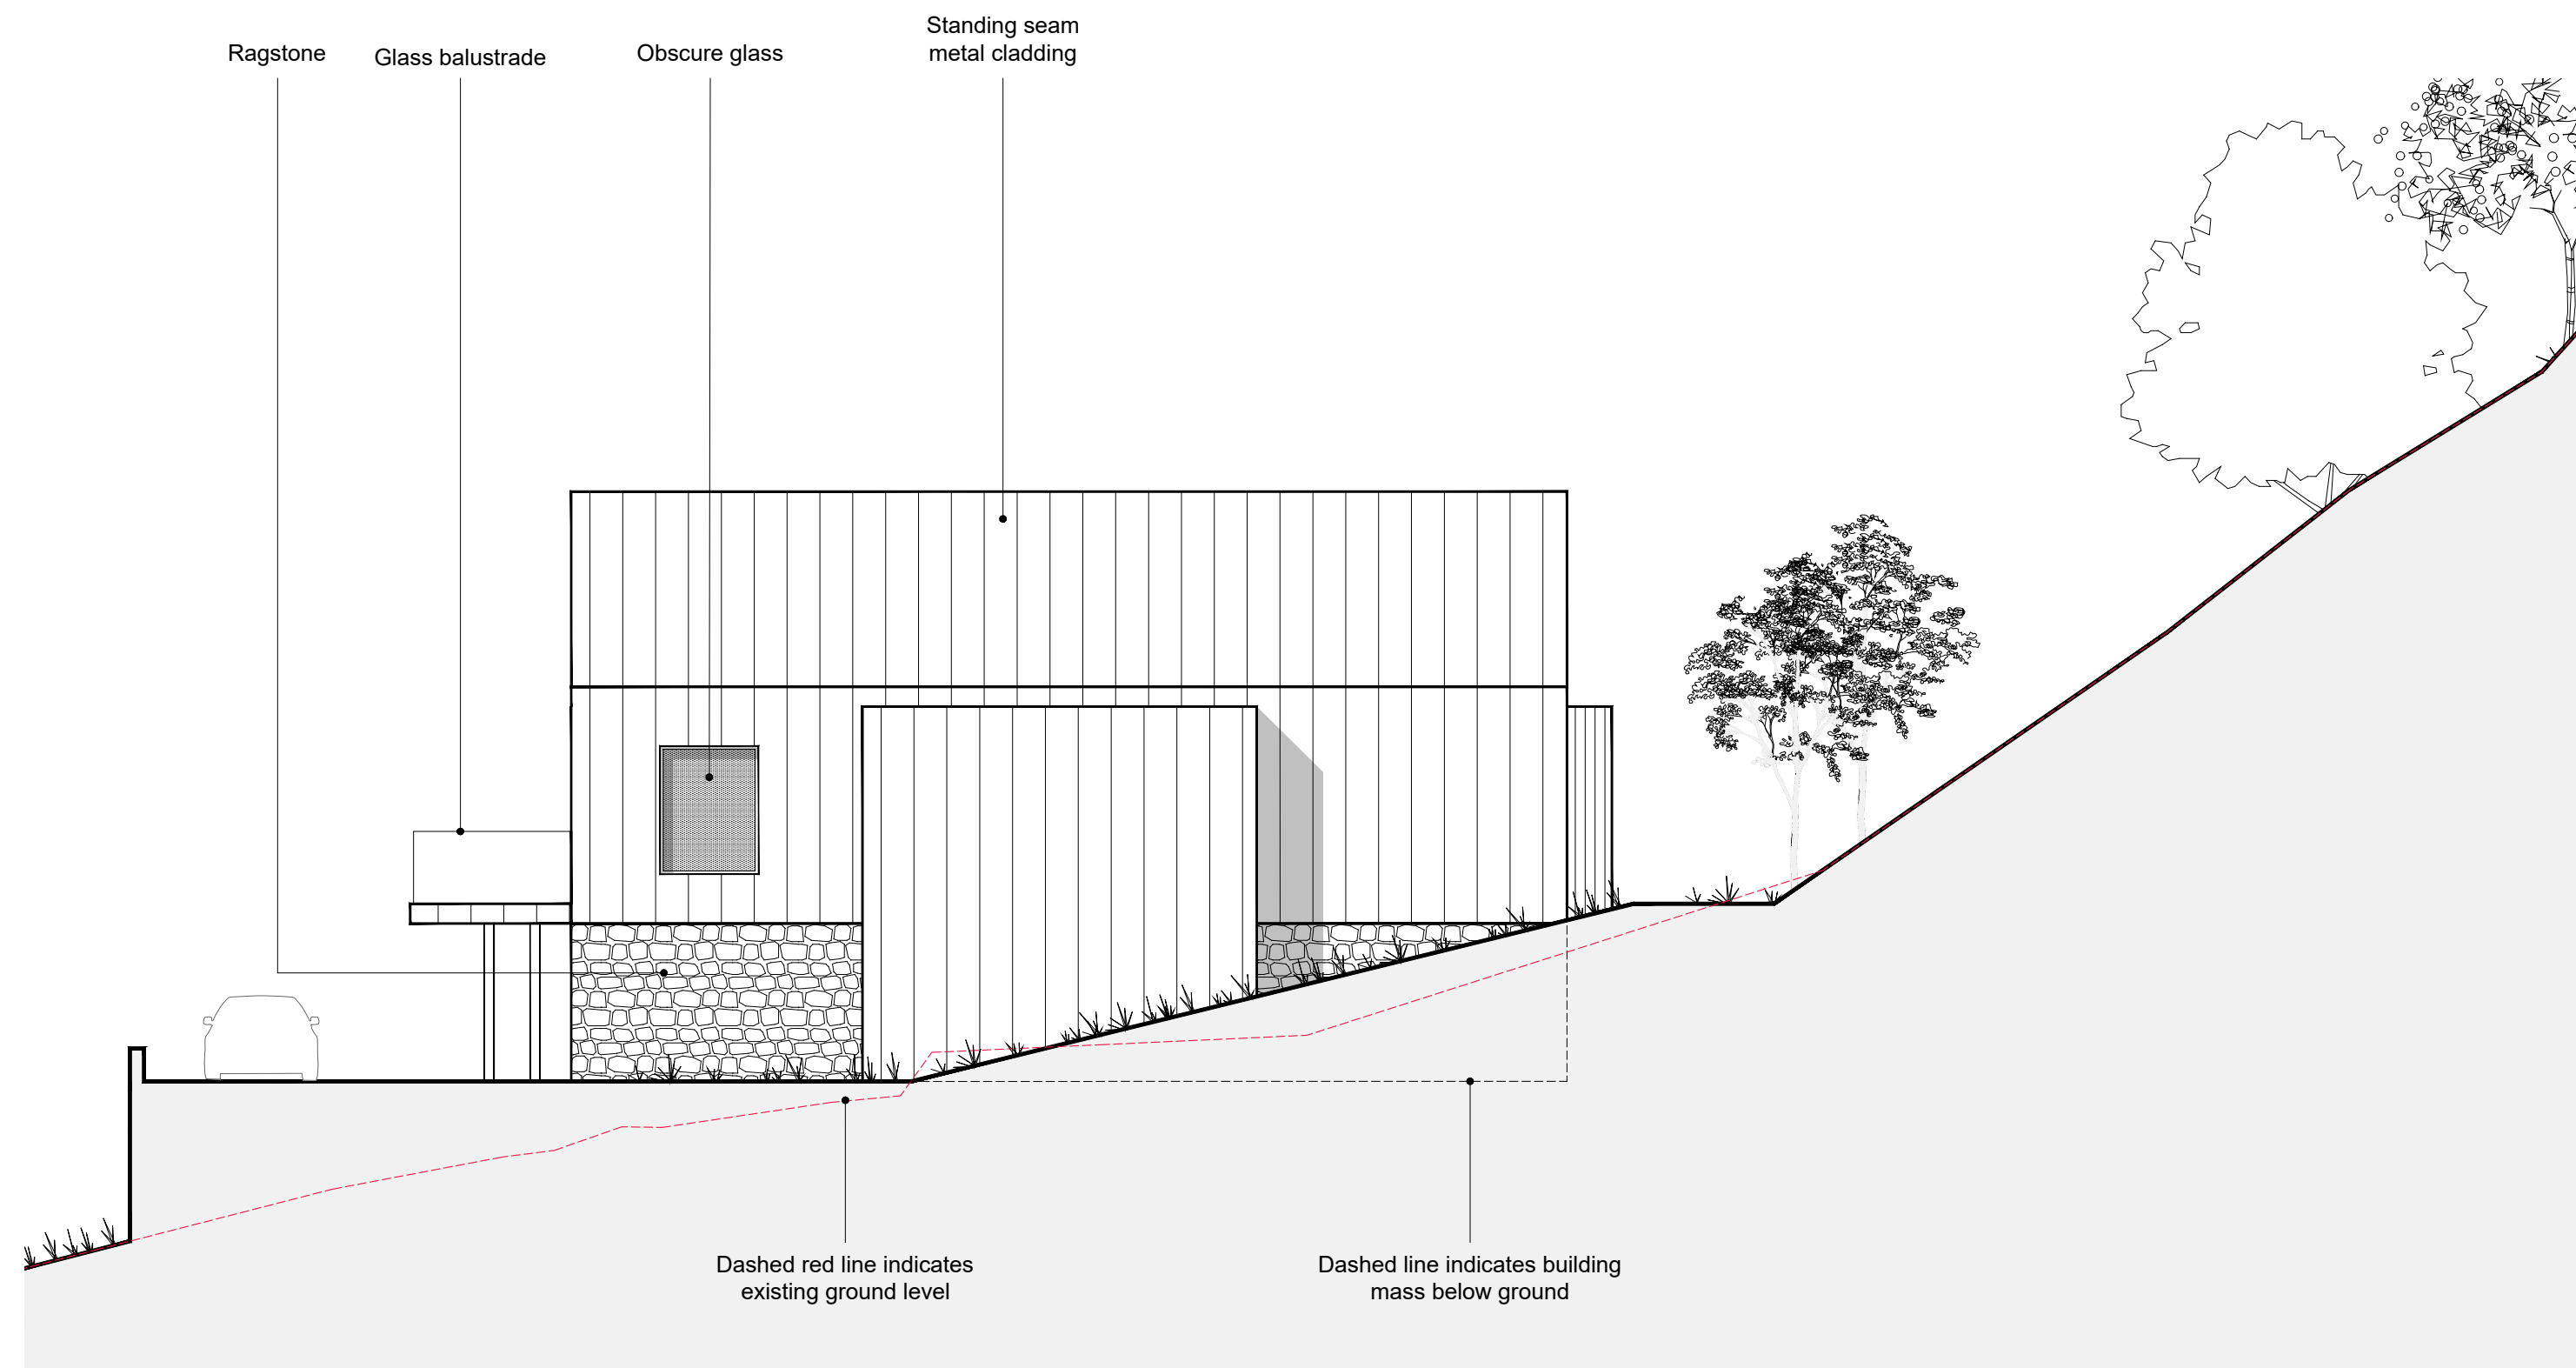 Ragstone
Glass balustrade
Obscure glass
Standing seam
metal cladding
Dashed red line indicates
existing ground level
Dashed line indicates building
mass below ground